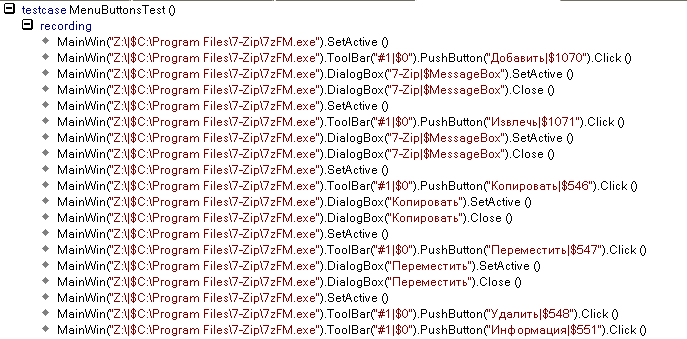 testcase MenuButtonsTest ()
recording
MainWin("Z:\|$C:\Program Files\7-Zip\7zFM.exe").SetActive ()
MainWin("Z:\|$C:\Program Files\7-Zip\7zFM.exe").ToolBar("#1|$0").PushButton("Добавить|$1070").Click ()
MainWin("Z:\|$C:\Program Files\7-Zip\7zFM.exe").DialogBox("7-Zip|$MessageBox").SetActive ()
MainWin("Z:\|$C:\Program Files\7-Zip\7zFM.exe").DialogBox("7-Zip|$MessageBox").Close ()
MainWin("Z:\|$C:\Program Files\7-Zip\7zFM.exe").SetActive ()
MainWin("Z:\|$C:\Program Files\7-Zip\7zFM.exe").ToolBar("#1|$0").PushButton("Извлечь|$1071").Click ()
MainWin("Z:\|$C:\Program Files\7-Zip\7zFM.exe").DialogBox("7-Zip|$MessageBox").SetActive ()
MainWin("Z:\|$C:\Program Files\7-Zip\7zFM.exe").DialogBox("7-Zip|$MessageBox").Close ()
MainWin("Z:\|$C:\Program Files\7-Zip\7zFM.exe").SetActive ()
MainWin("Z:\|$C:\Program Files\7-Zip\7zFM.exe").ToolBar("#1|$0").PushButton("Копировать|$546").Click ()
MainWin("Z:\|$C:\Program Files\7-Zip\7zFM.exe").DialogBox("Копировать").SetActive ()
MainWin("Z:\|$C:\Program Files\7-Zip\7zFM.exe").DialogBox("Копировать").Close ()
MainWin("Z:\|$C:\Program Files\7-Zip\7zFM.exe").SetActive ()
MainWin("Z:\|$C:\Program Files\7-Zip\7zFM.exe").ToolBar("#1|$0").PushButton("Переместить|$547").Click ()
MainWin("Z:\|$C:\Program Files\7-Zip\7zFM.exe").DialogBox("Переместить").SetActive ()
MainWin("Z:\|$C:\Program Files\7-Zip\7zFM.exe").DialogBox("Переместить").Close ()
MainWin("Z:\|$C:\Program Files\7-Zip\7zFM.exe").SetActive ()
MainWin("Z:\|$C:\Program Files\7-Zip\7zFM.exe").ToolBar("#1|$0").PushButton("Удалить|$548").Click ()
MainWin("Z:\|$C:\Program Files\7-Zip\7zFM.exe").ToolBar("#1|$0").PushButton("Информация|$551").Click ()